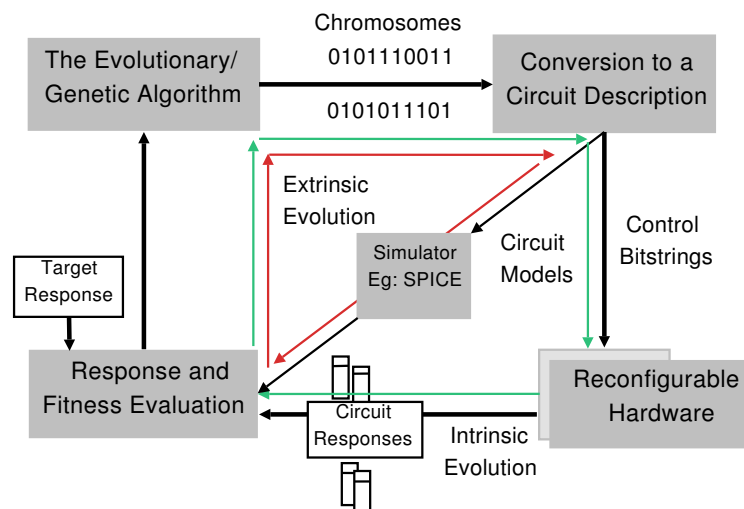 Chromosomes
0101110011
0101011101
The Evolutionary/
Genetic Algorithm
Conversion to a
Circuit Description
Extrinsic
Evolution
Simulator
Eg: SPICE
Circuit
Models
Control
Bitstrings
Target
Response
Response and
Fitness Evaluation
Circuit
Responses
Intrinsic
Evolution
Reconfigurable
Hardware